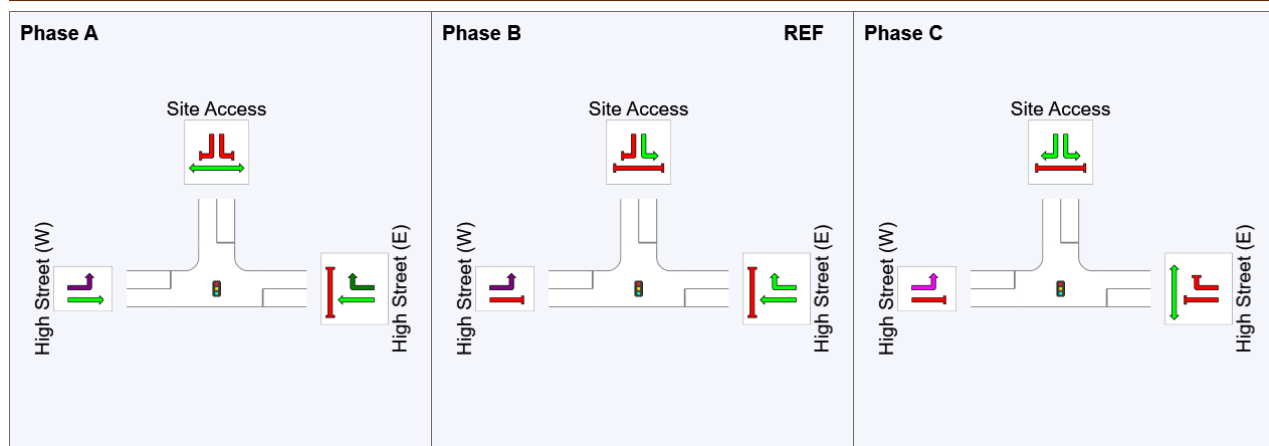 Phase A
Site Access
High Street (W)
High Street (E)
Phase B
REF
Site Access
High Street (W)
High Street (E)
Phase C
Site Access
High Street (W)
High Street (E)